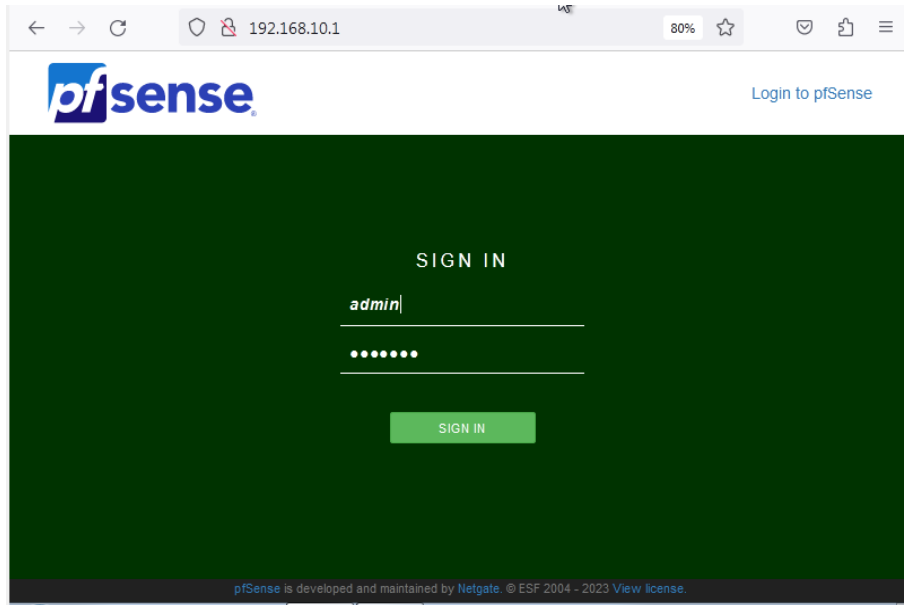 192.168.10.1
80%
pfsense
Login to pfSense
SIGN IN
admin
•••••••
SIGN IN
pfSense is developed and maintained by Netgate. © ESF 2004 - 2023 View license.